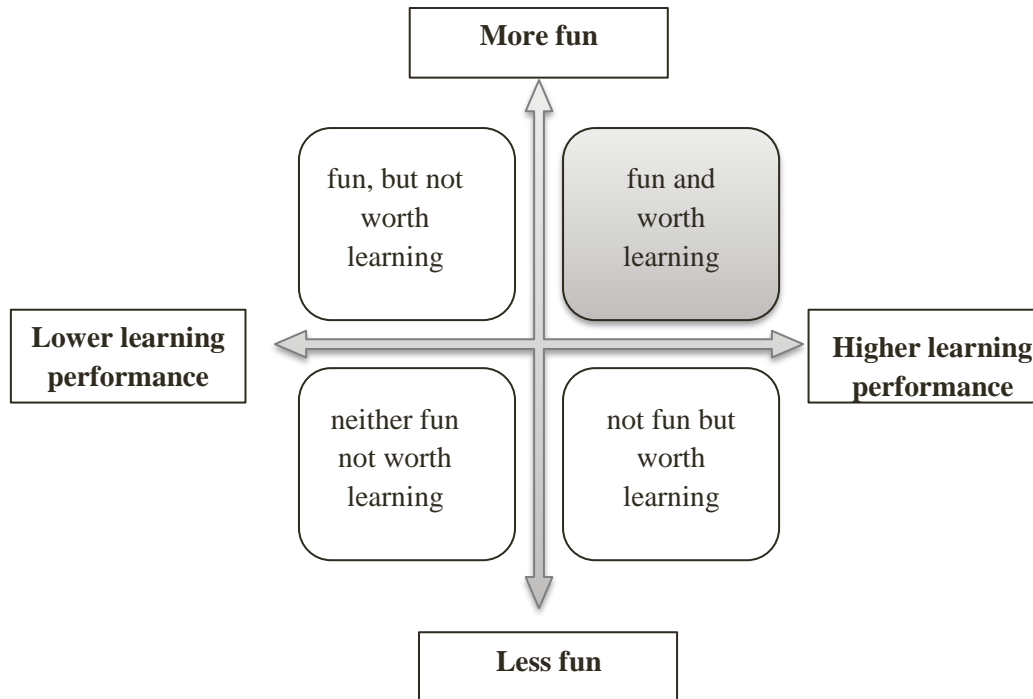 More fun
fun, but not
worth
learning
fun and
worth
learning
Lower learning
performance
Higher learning
performance
neither fun
not worth
learning
not fun but
worth
learning
Less fun